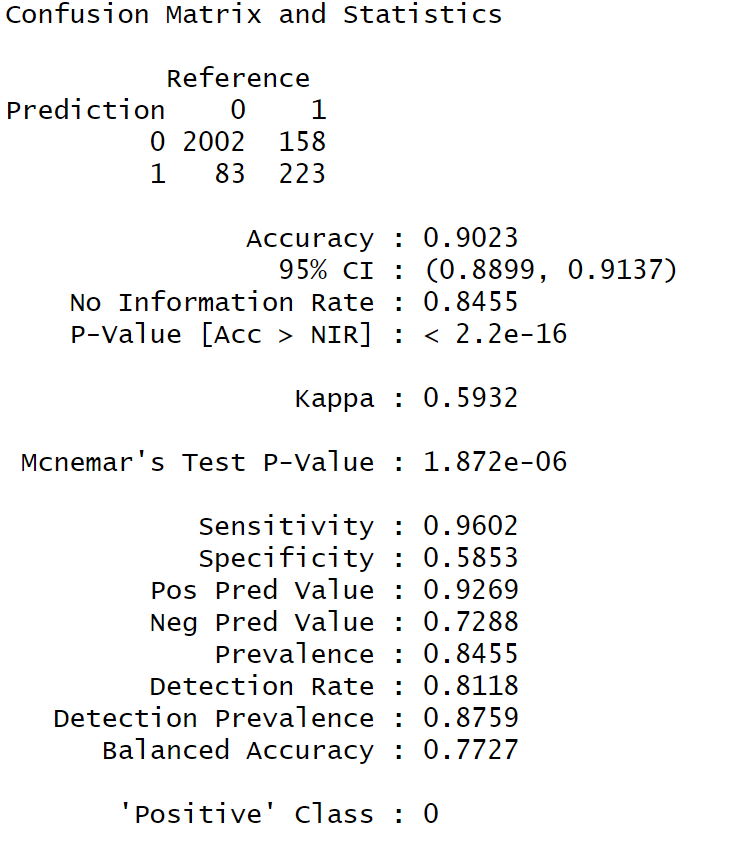 Confusion Matrix and Statistics
Reference
Prediction 0 1
0 2002 158
1 83 223
Accuracy : 0.9023
95% CI : (0.8899, 0.9137)
No Information Rate : 0.8455
P-Value [Acc > NIR] : < 2.2e-16
Kappa : 0.5932
Mcnemar's Test P-Value : 1.872e-06
Sensitivity : 0.9602
Specificity : 0.5853
Pos Pred Value : 0.9269
Neg Pred Value : 0.7288
Prevalence : 0.8455
Detection Rate : 0.8118
Detection Prevalence : 0.8759
Balanced Accuracy : 0.7727
'Positive' Class : 0